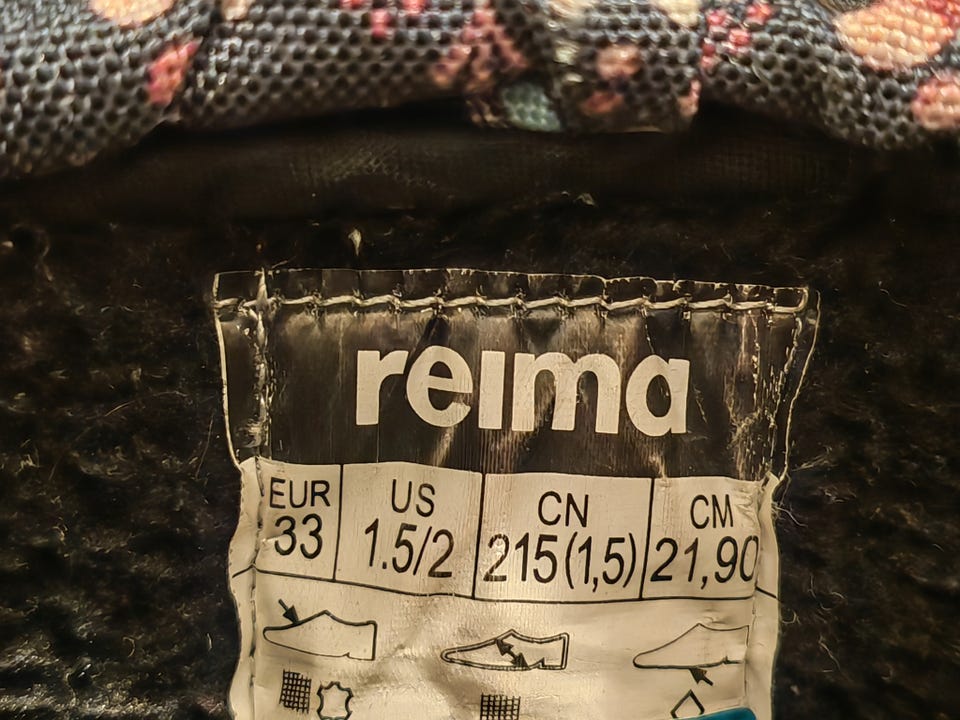 reima
EUR US CN CM
33 1.5/2 215(1,5) 21,90